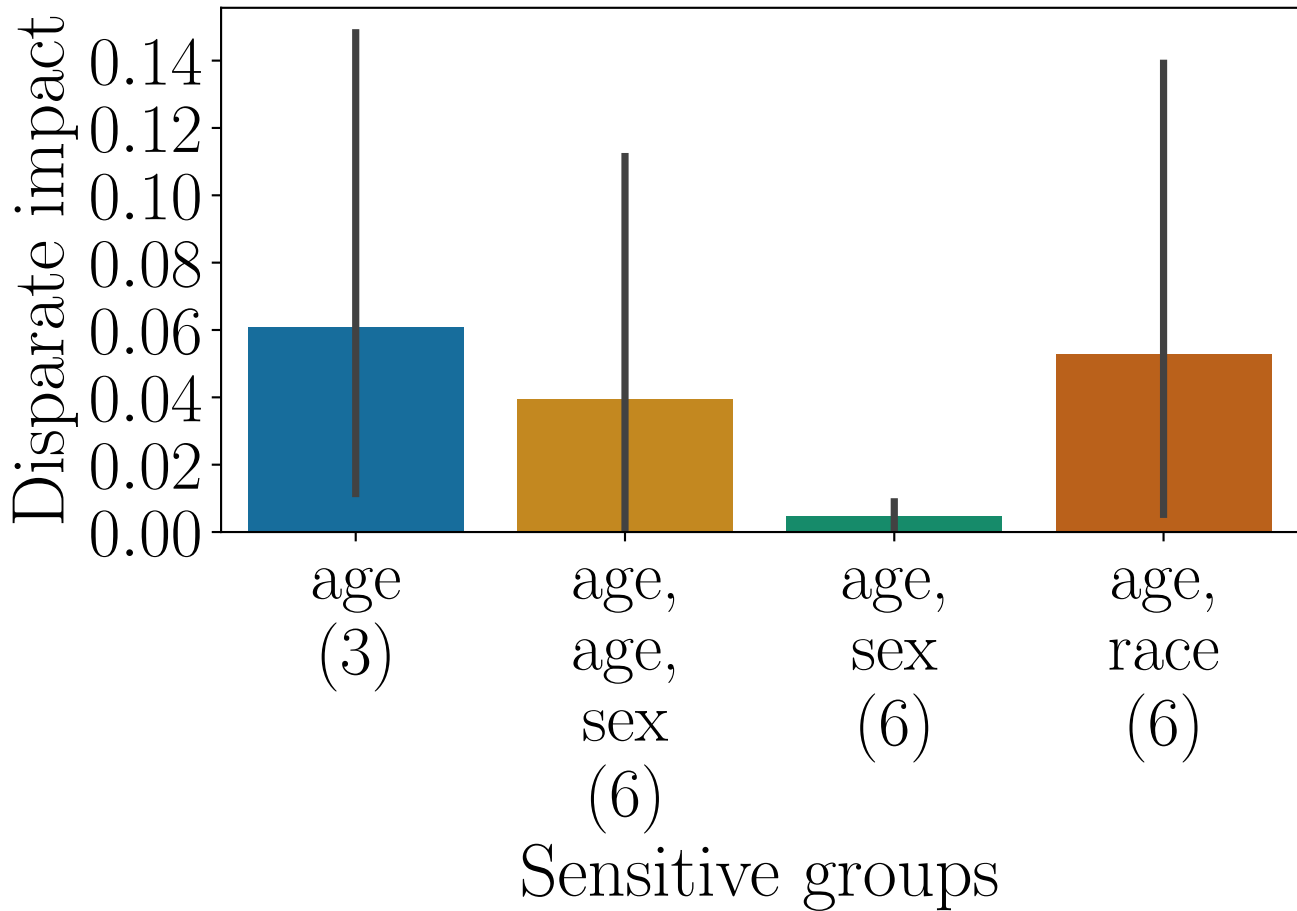 Disparate impact
0.14
0.12
0.10
0.08
0.06
0.04
0.02
0.00
age
(3)
age,
age,
sex
(6)
age,
sex
(6)
age,
race
(6)
Sensitive groups